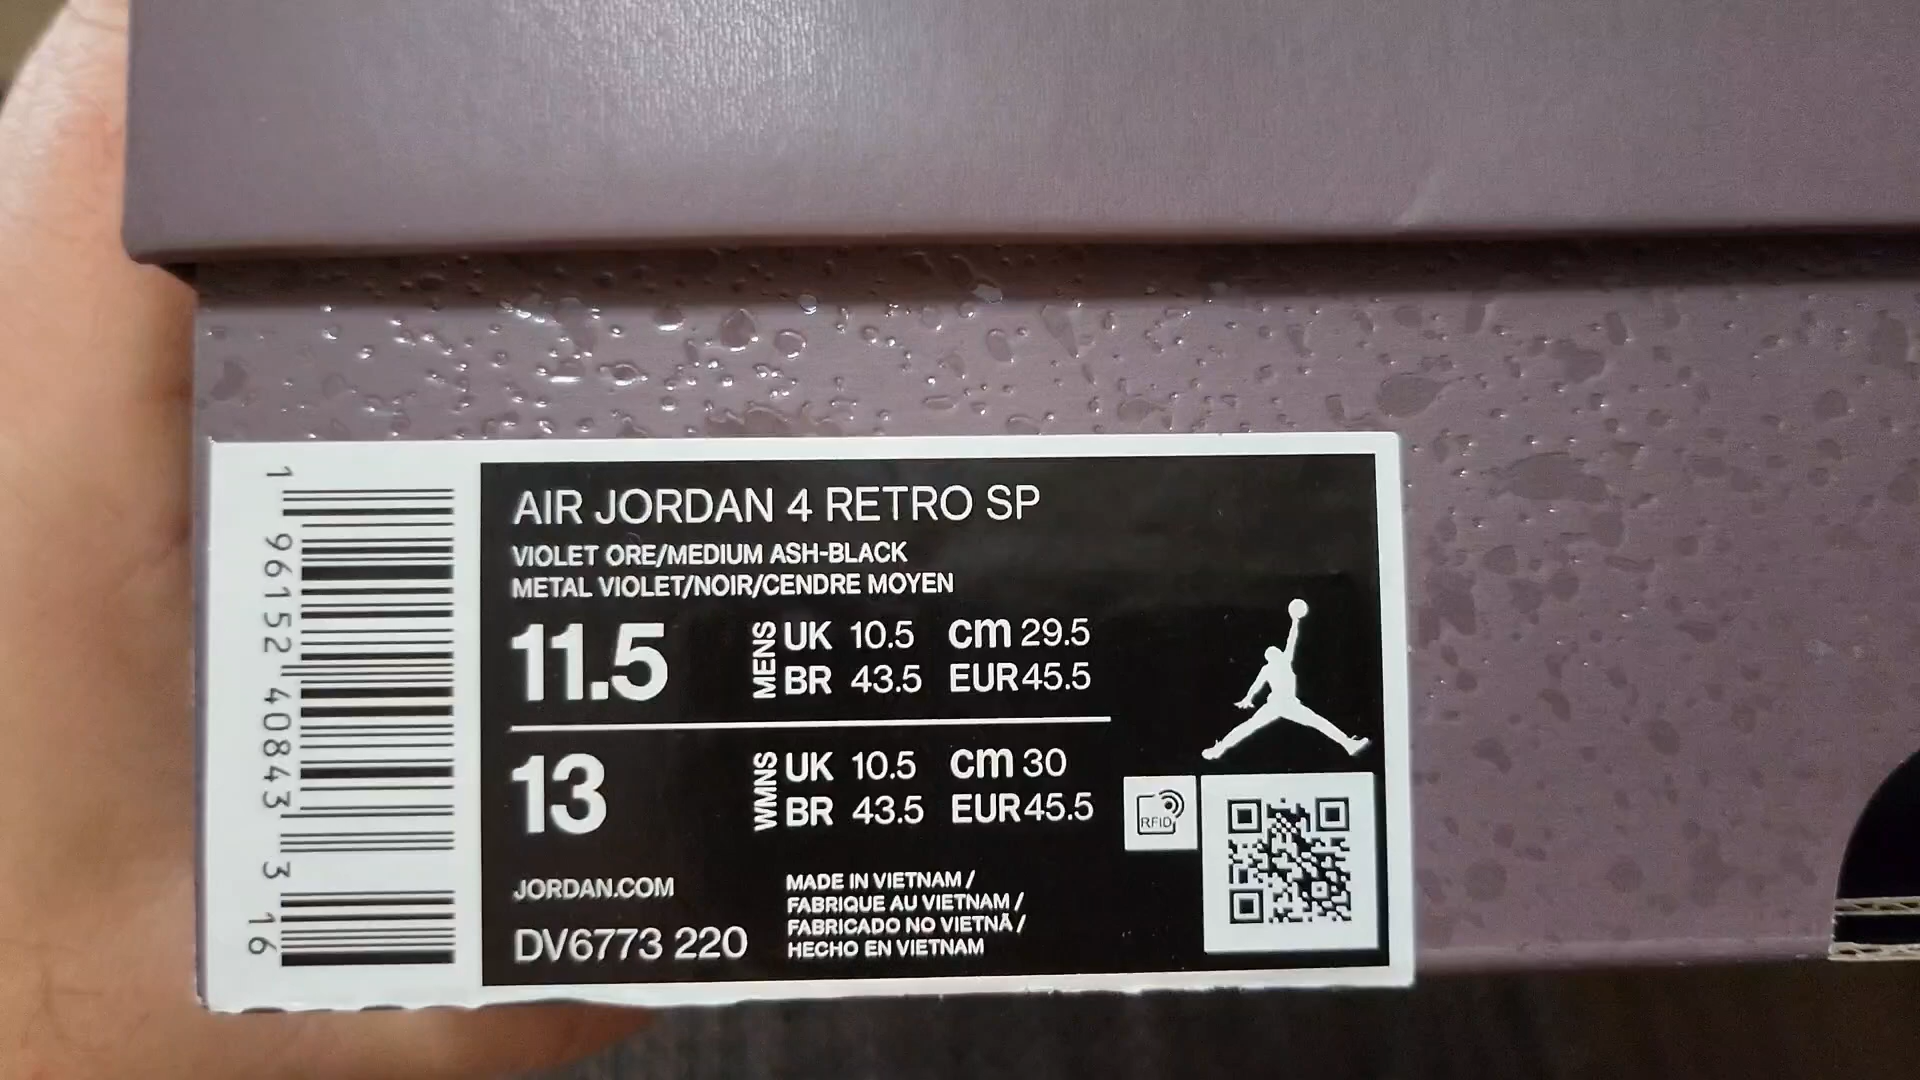 AIR JORDAN 4 RETRO SP
VIOLET ORE/MEDIUM ASH-BLACK
METAL VIOLET/NOIR/CENDRE MOYEN
11.5 MENS UK 10.5 cm 29.5
BR 43.5 EUR 45.5
13 WMNS UK 10.5 cm 30
BR 43.5 EUR 45.5
JORDAN.COM
DV6773 220
MADE IN VIETNAM /
FABRIQUE AU VIETNAM /
FABRICADO NO VIETNÃ /
HECHO EN VIETNAM
RFID
1 96152 40843 3 16